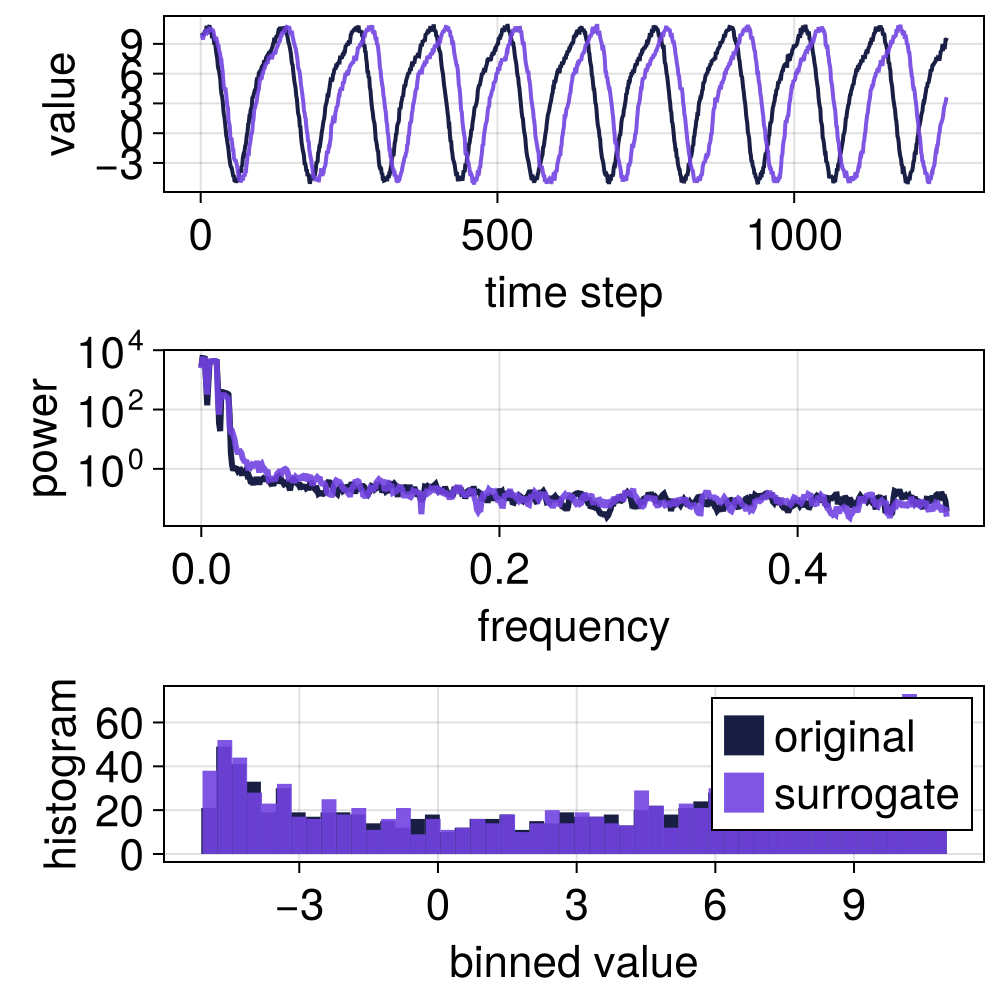 value
9
6
3
0
−3
0 500 1000
time step
power
10^4
10^2
10^0
0.0 0.2 0.4
frequency
histogram
60
40
20
0
original
surrogate
−3 0 3 6 9
binned value